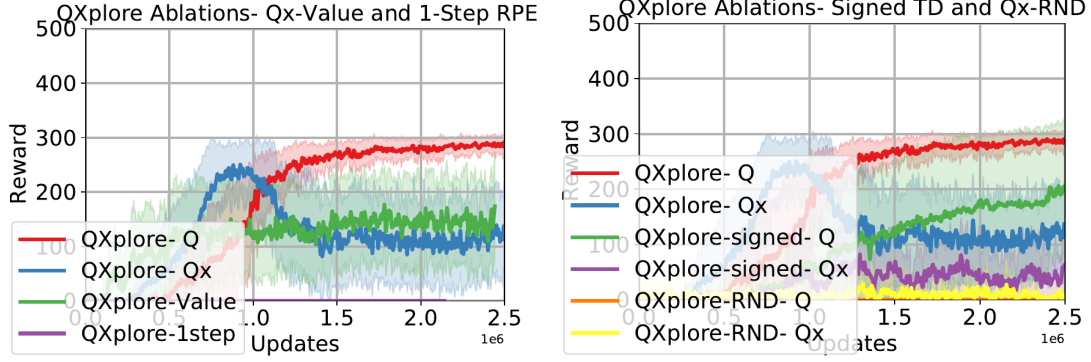 QXplore Ablations- Qx-Value and 1-Step RPE
500
400
300
200
100
0
Reward
0.0 0.5 1.0 1.5 2.0 2.5
1e6
Updates
QXplore- Q
QXplore- Qx
QXplore-Value
QXplore-1step
QXplore Ablations- Signed TD and Qx-RND
500
400
300
200
100
0
Reward
0.0 0.5 1.0 1.5 2.0 2.5
1e6
Updates
QXplore- Q
QXplore- Qx
QXplore-signed- Q
QXplore-signed- Qx
QXplore-RND- Q
QXplore-RND- Qx